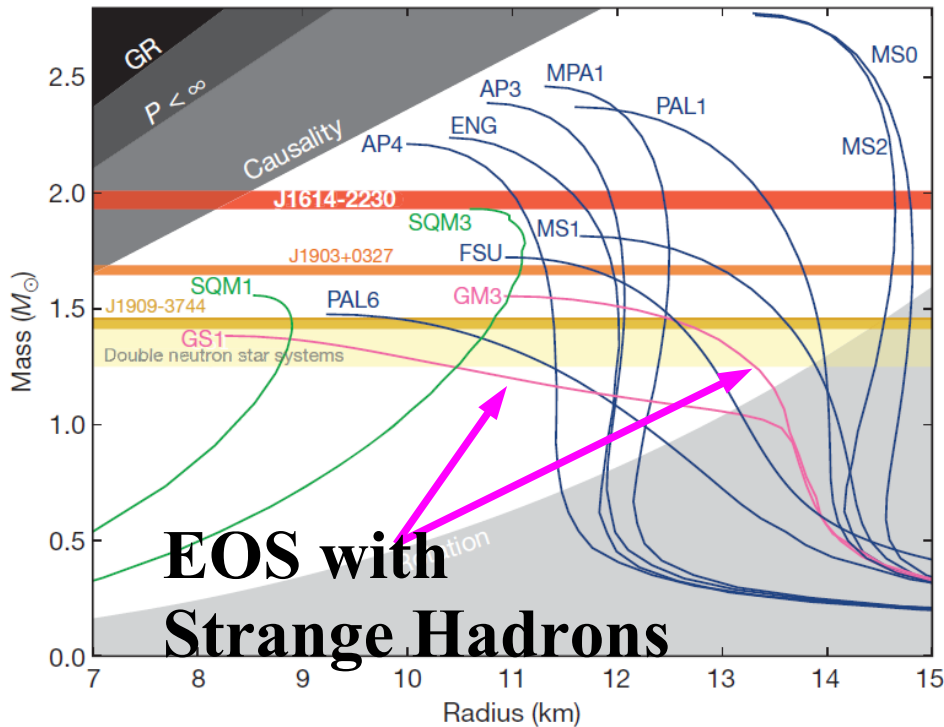 GR
P < ∞
Causality
MS0
MPA1
AP3
PAL1
ENG
AP4
MS2
J1614-2230
SQM3
MS1
J1903+0327
FSU
SQM1
GM3
PAL6
J1909-3744
GS1
Double neutron star systems
Rotation
EOS with
Strange Hadrons
Mass (M☉)
2.5
2.0
1.5
1.0
0.5
0.0
7 8 9 10 11 12 13 14 15
Radius (km)